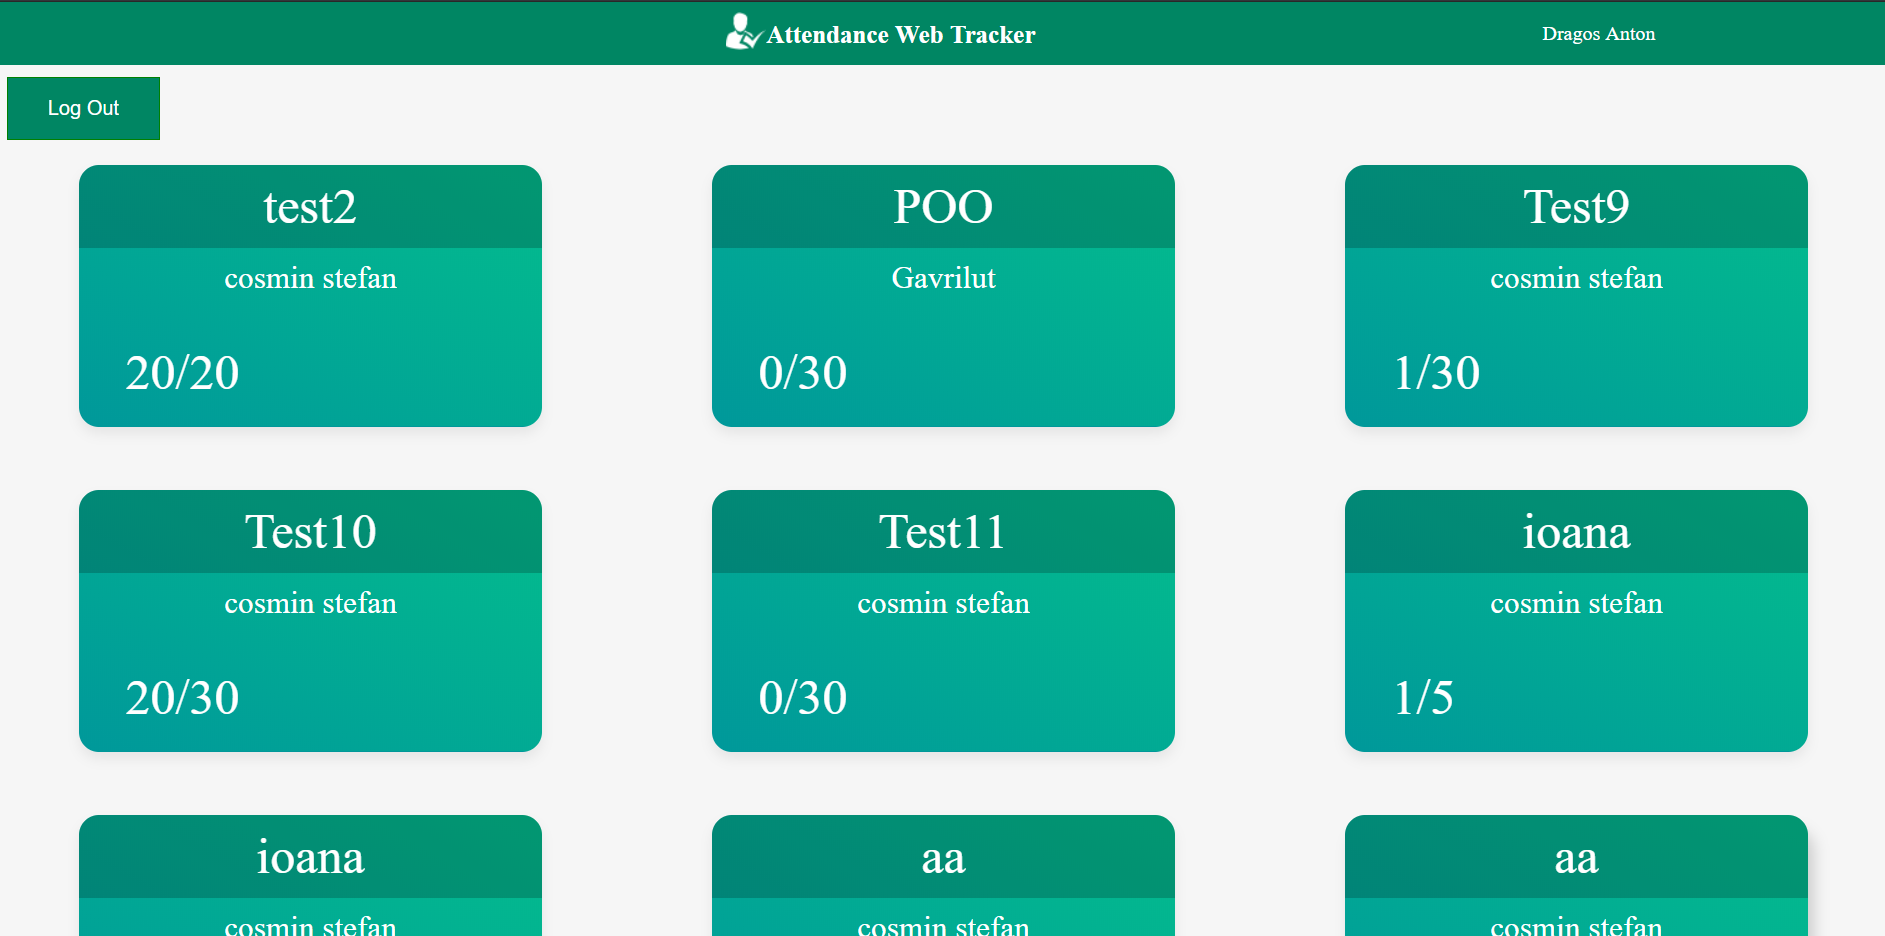 Attendance Web Tracker
Dragos Anton
Log Out
test2
cosmin stefan
20/20
POO
Gavrilut
0/30
Test9
cosmin stefan
1/30
Test10
cosmin stefan
20/30
Test11
cosmin stefan
0/30
ioana
cosmin stefan
1/5
ioana
cosmin stefan
aa
cosmin stefan
aa
cosmin stefan